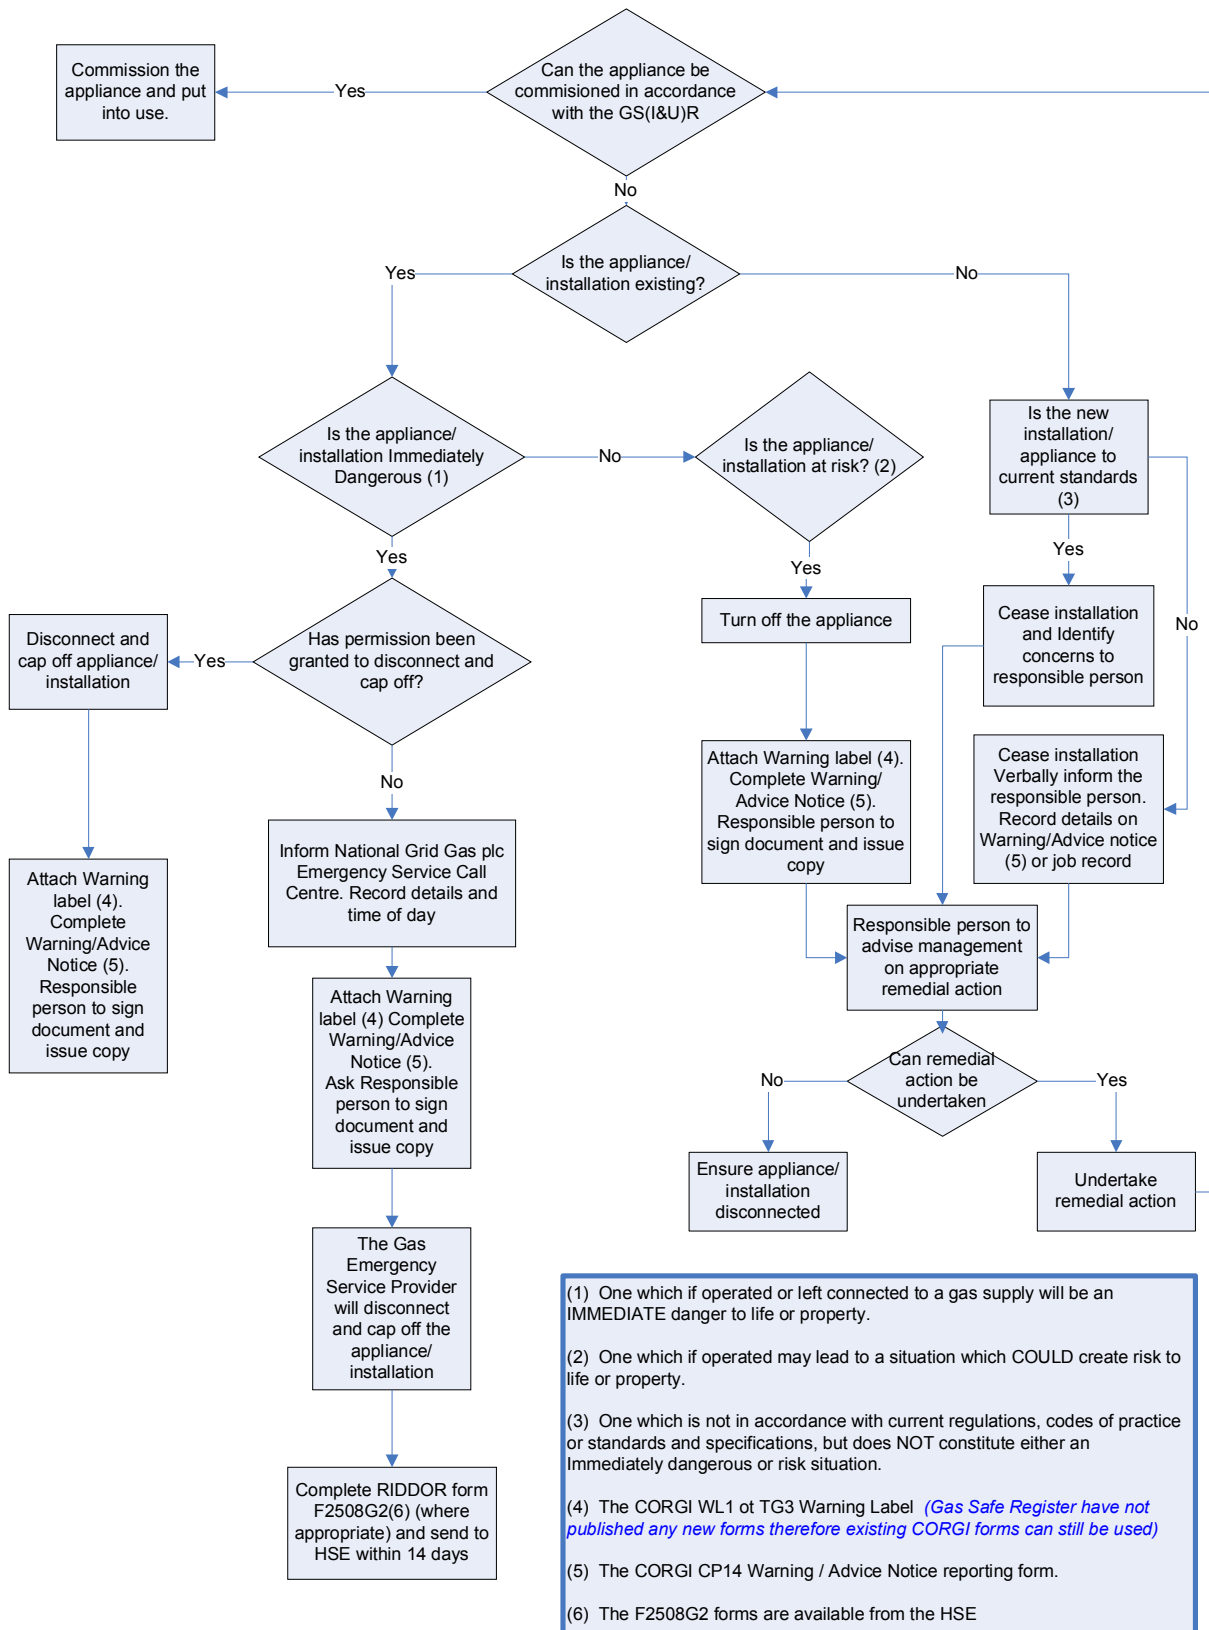 Can the appliance be
commisioned in accordance
with the GS(I&U)R
Yes
Commission the
appliance and put
into use.
No
Is the appliance/
installation existing?
Yes
No
Is the appliance/
installation Immediately
Dangerous (1)
No
Is the appliance/
installation at risk? (2)
Is the new
installation/
appliance to
current standards
(3)
Yes
Yes
Yes
No
Has permission been
granted to disconnect and
cap off?
Yes
Disconnect and
cap off appliance/
installation
Turn off the appliance
Cease installation
and Identify
concerns to
responsible person
No
Attach Warning label (4).
Complete Warning/
Advice Notice (5).
Responsible person to
sign document and issue
copy
Cease installation
Verbally inform the
responsible person.
Record details on
Warning/Advice notice
(5) or job record
Inform National Grid Gas plc
Emergency Service Call
Centre. Record details and
time of day
Attach Warning
label (4).
Complete
Warning/Advice
Notice (5).
Responsible
person to sign
document and
issue copy
Responsible person to
advise management
on appropriate
remedial action
Attach Warning
label (4) Complete
Warning/Advice
Notice (5).
Ask Responsible
person to sign
document and
issue copy
Can remedial
action be
undertaken
No
Yes
Ensure appliance/
installation
disconnected
Undertake
remedial action
The Gas
Emergency
Service Provider
will disconnect
and cap off the
appliance/
installation
Complete RIDDOR form
F2508G2(6) (where
appropriate) and send to
HSE within 14 days
(1) One which if operated or left connected to a gas supply will be an
IMMEDIATE danger to life or property.
(2) One which if operated may lead to a situation which COULD create risk to
life or property.
(3) One which is not in accordance with current regulations, codes of practice
or standards and specifications, but does NOT constitute either an
Immediately dangerous or risk situation.
(4) The CORGI WL1 ot TG3 Warning Label (Gas Safe Register have not
published any new forms therefore existing CORGI forms can still be used)
(5) The CORGI CP14 Warning / Advice Notice reporting form.
(6) The F2508G2 forms are available from the HSE